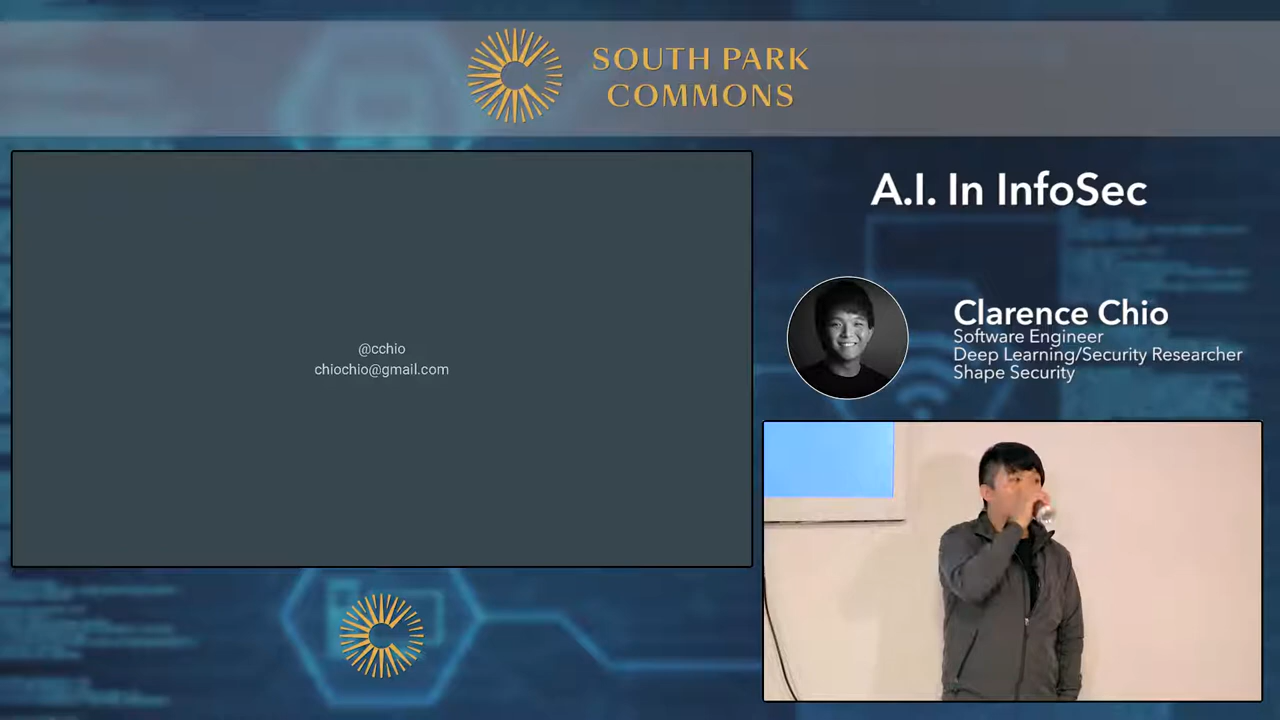 SOUTH PARK
COMMONS
@cchio
chiochio@gmail.com
A.I. In InfoSec
Clarence Chio
Software Engineer
Deep Learning/Security Researcher
Shape Security